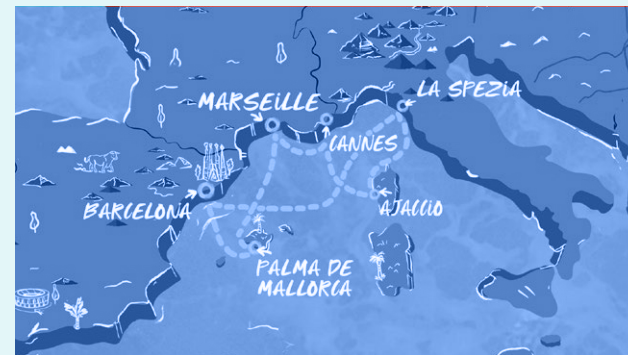 LA SPEZIA
MARSEILLE
CANNES
BARCELONA
AJACCIO
PALMA DE
MALLORCA